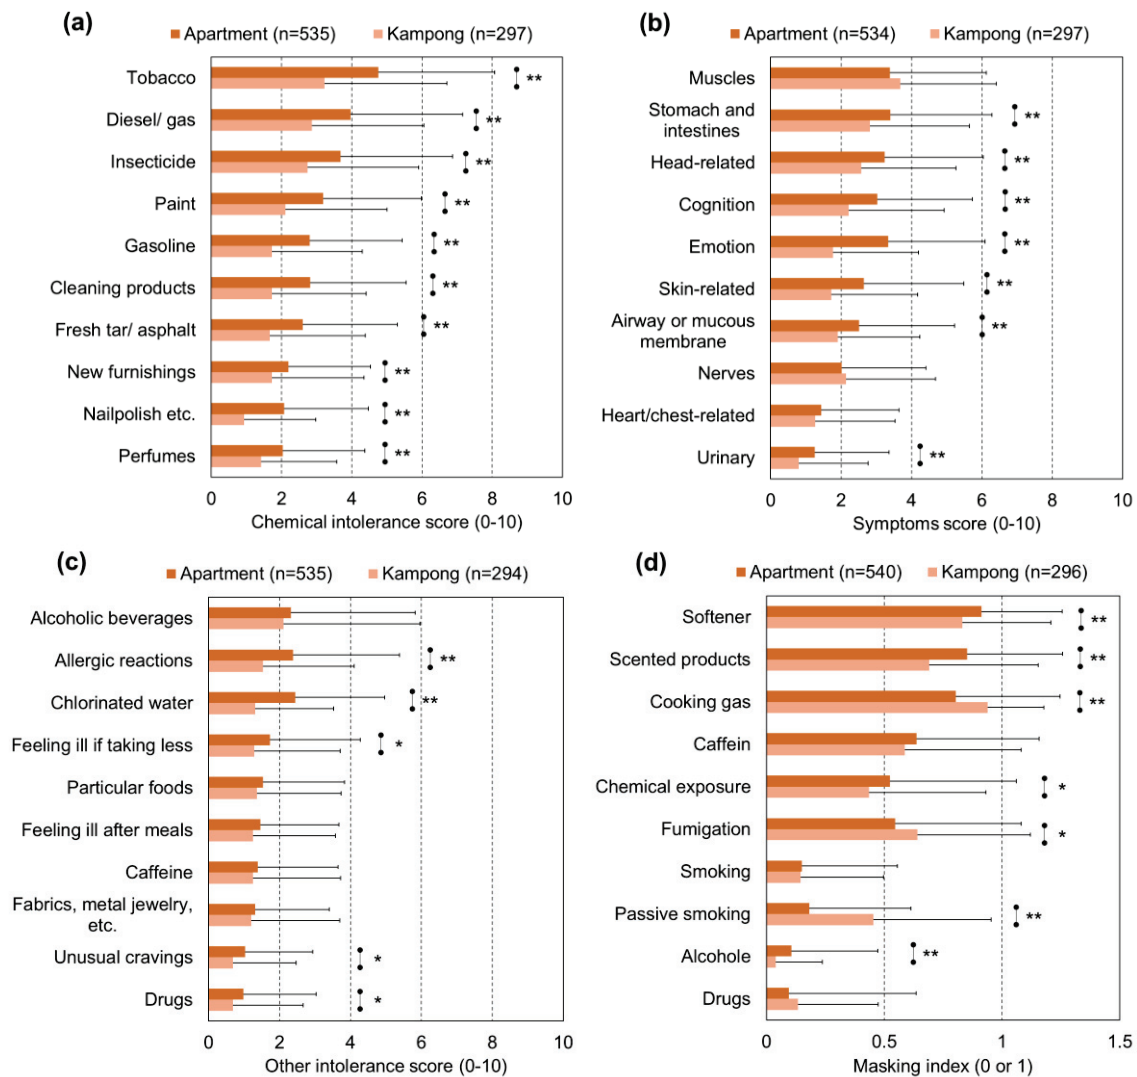 (a)
Apartment (n=535) Kampong (n=297)
Tobacco **
Diesel/ gas **
Insecticide **
Paint **
Gasoline **
Cleaning products **
Fresh tar/ asphalt **
New furnishings **
Nailpolish etc. **
Perfumes **
0 2 4 6 8 10
Chemical intolerance score (0-10)
(b)
Apartment (n=534) Kampong (n=297)
Muscles
Stomach and
intestines **
Head-related **
Cognition **
Emotion **
Skin-related **
Airway or mucous
membrane **
Nerves
Heart/chest-related
Urinary **
0 2 4 6 8 10
Symptoms score (0-10)
(c)
Apartment (n=535) Kampong (n=294)
Alcoholic beverages
Allergic reactions **
Chlorinated water **
Feeling ill if taking less *
Particular foods
Feeling ill after meals
Caffeine
Fabrics, metal jewelry,
etc.
Unusual cravings *
Drugs *
0 2 4 6 8 10
Other intolerance score (0-10)
(d)
Apartment (n=540) Kampong (n=296)
Softener **
Scented products **
Cooking gas **
Caffein
Chemical exposure *
Fumigation *
Smoking
Passive smoking **
Alcohole **
Drugs
0 0.5 1 1.5
Masking index (0 or 1)